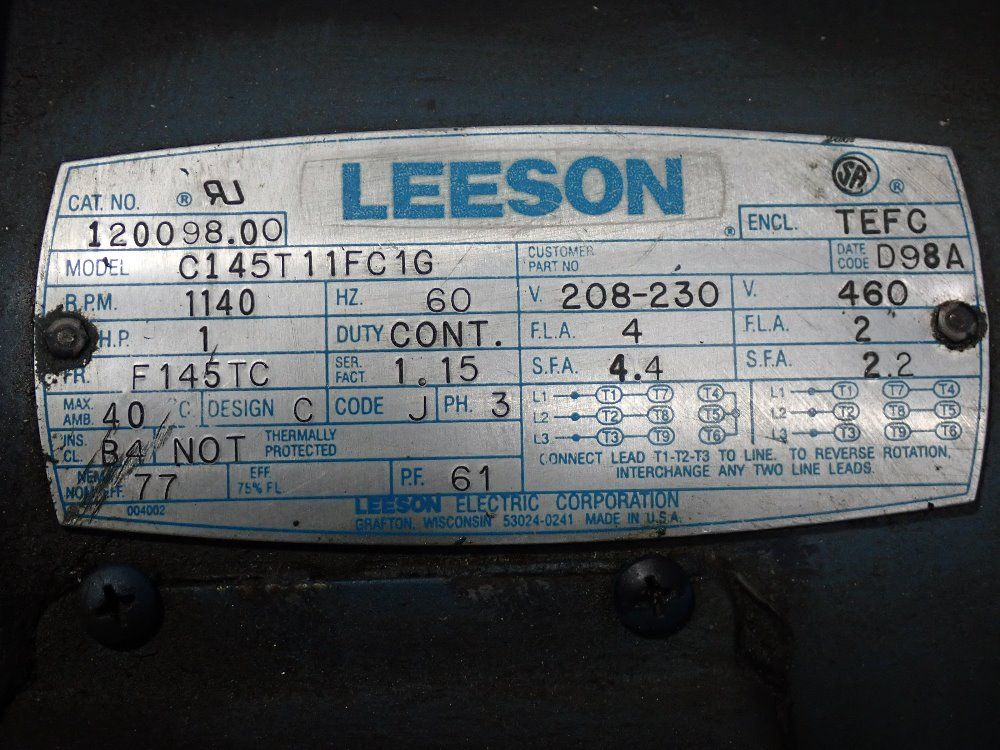 LEESON
CAT. NO. ® ЯU SA ®
120098.00 ® ENCL. TEFC
MODEL C145T11FC1G CUSTOMER PART NO DATE CODE D98A
R.P.M. 1140 HZ. 60 V. 208-230 V. 460
H.P. 1 DUTY CONT. F.L.A. 4 F.L.A. 2
FR. F145TC SER. FACT. 1.15 S.F.A. 4.4 S.F.A. 2.2
MAX. AMB. 40 °C DESIGN C CODE J PH. 3
L1 T1 T7 T4 L1 T1 T7 T4
L2 T2 T8 T5 L2 T2 T8 T5
L3 T3 T9 T6 L3 T3 T9 T6
INS. CL. B4 NOT THERMALLY PROTECTED
CONNECT LEAD T1-T2-T3 TO LINE. TO REVERSE ROTATION,
INTERCHANGE ANY TWO LINE LEADS.
NEMA NOM. EFF. 77 EFF. 75% FL. P.F. 61
004002
LEESON ELECTRIC CORPORATION
GRAFTON, WISCONSIN 53024-0241 MADE IN U.S.A.